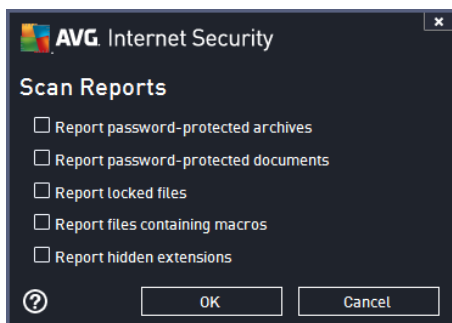 AVG. Internet Security
x
Scan Reports
Report password-protected archives
Report password-protected documents
Report locked files
Report files containing macros
Report hidden extensions
?
OK
Cancel